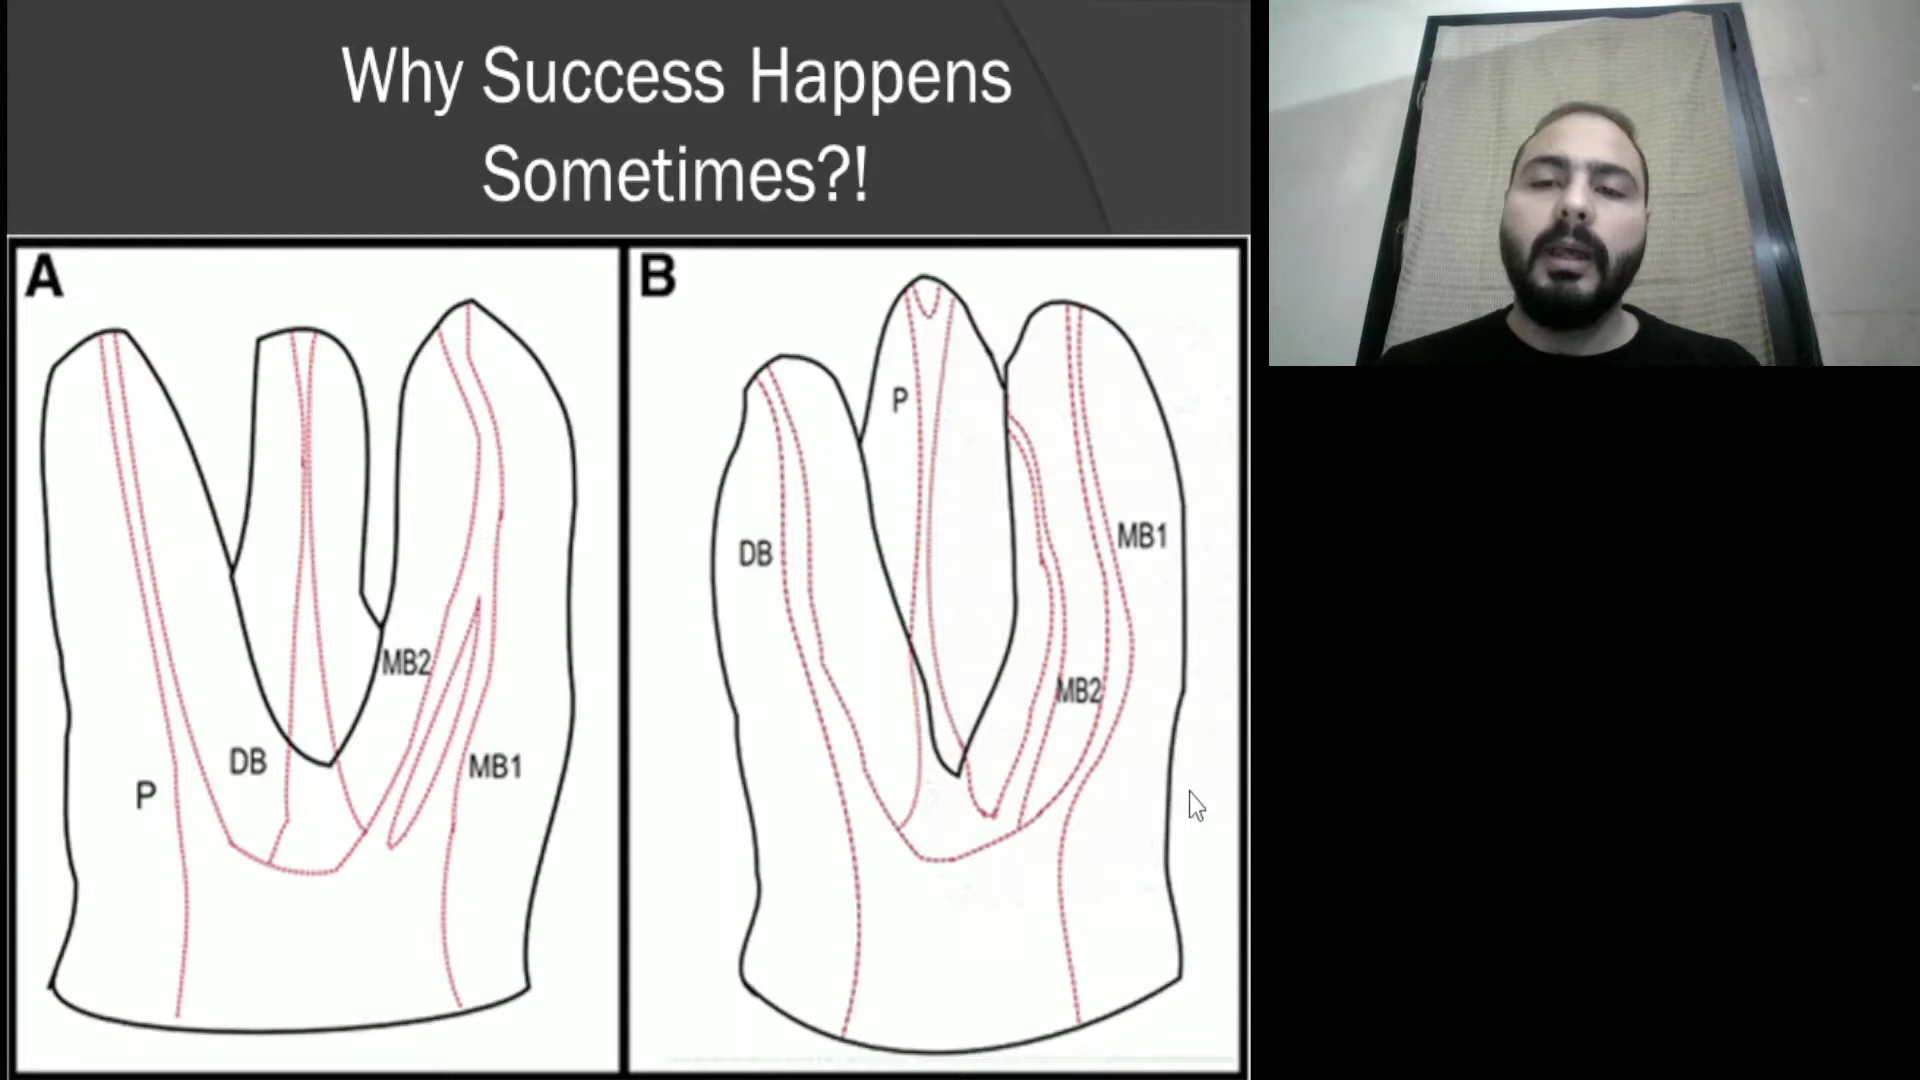 Why Success Happens
Sometimes?!
A
MB2
DB
P
MB1
B
P
DB
MB1
MB2